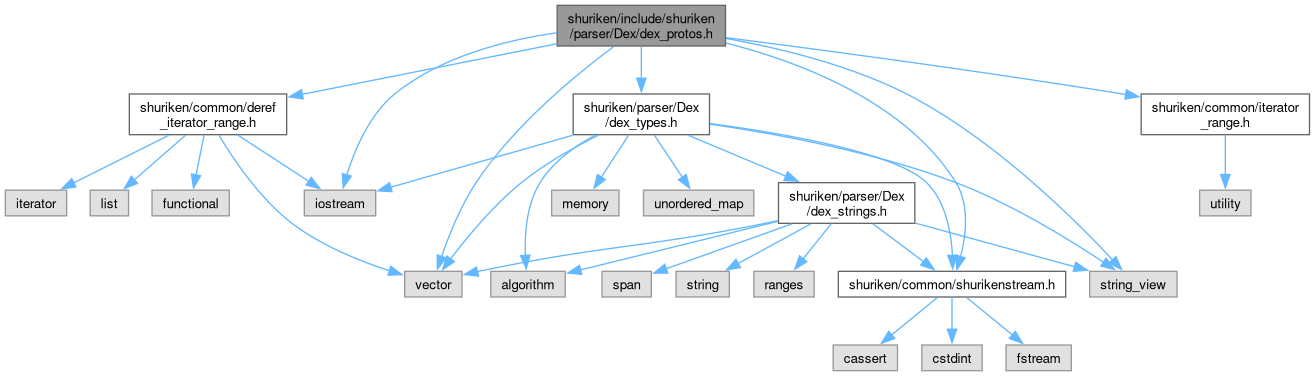 shuriken/include/shuriken
/parser/Dex/dex_protos.h
shuriken/common/deref
_iterator_range.h
shuriken/parser/Dex
/dex_types.h
shuriken/common/iterator
_range.h
iterator
list
functional
iostream
memory
unordered_map
shuriken/parser/Dex
/dex_strings.h
utility
vector
algorithm
span
string
ranges
shuriken/common/shurikenstream.h
string_view
cassert
cstdint
fstream